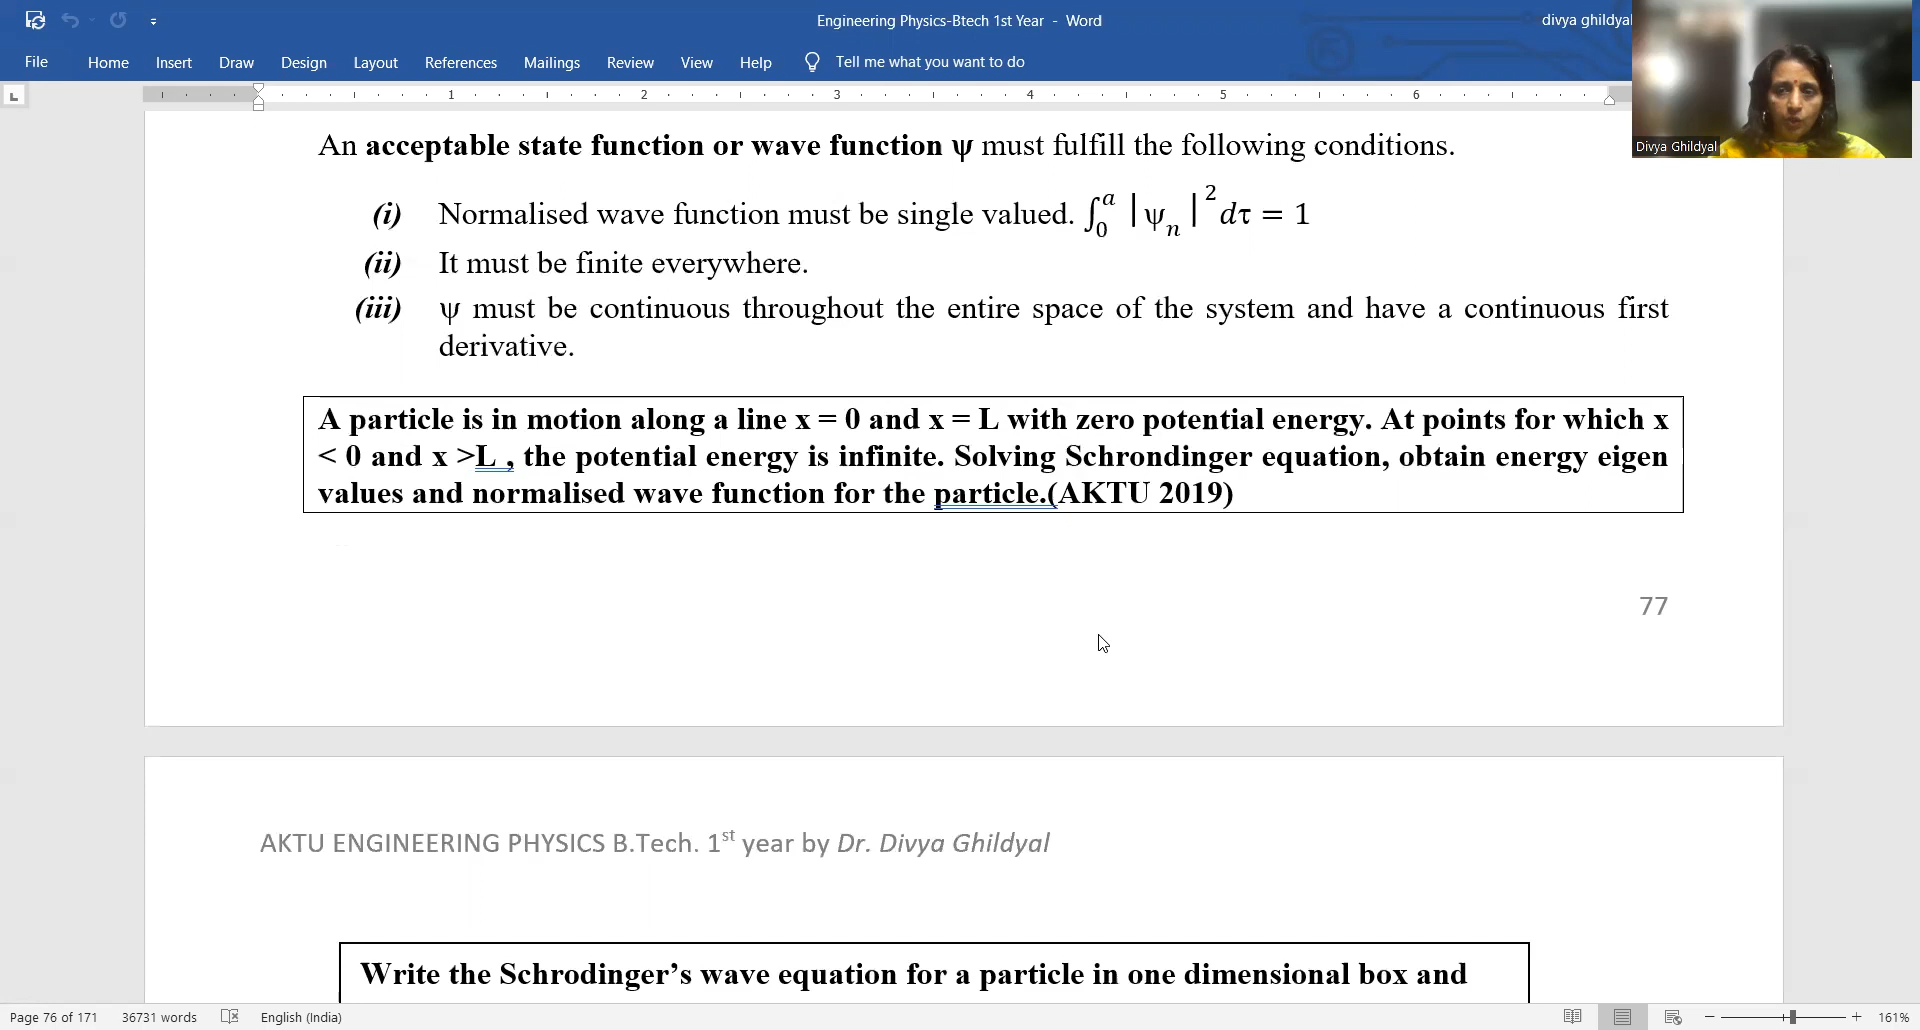 Engineering Physics-Btech 1st Year - Word
divya ghildyal
File Home Insert Draw Design Layout References Mailings Review View Help Tell me what you want to do
Divya Ghildyal
1 2 3 4 5 6
An acceptable state function or wave function ψ must fulfill the following conditions.
(i) Normalised wave function must be single valued. ∫₀ᵃ |ψₙ|² dτ = 1
(ii) It must be finite everywhere.
(iii) ψ must be continuous throughout the entire space of the system and have a continuous first
derivative.
A particle is in motion along a line x = 0 and x = L with zero potential energy. At points for which x
< 0 and x >L , the potential energy is infinite. Solving Schrondinger equation, obtain energy eigen
values and normalised wave function for the particle.(AKTU 2019)
77
AKTU ENGINEERING PHYSICS B.Tech. 1st year by Dr. Divya Ghildyal
Write the Schrodinger’s wave equation for a particle in one dimensional box and
Page 76 of 171 36731 words English (India) 161%